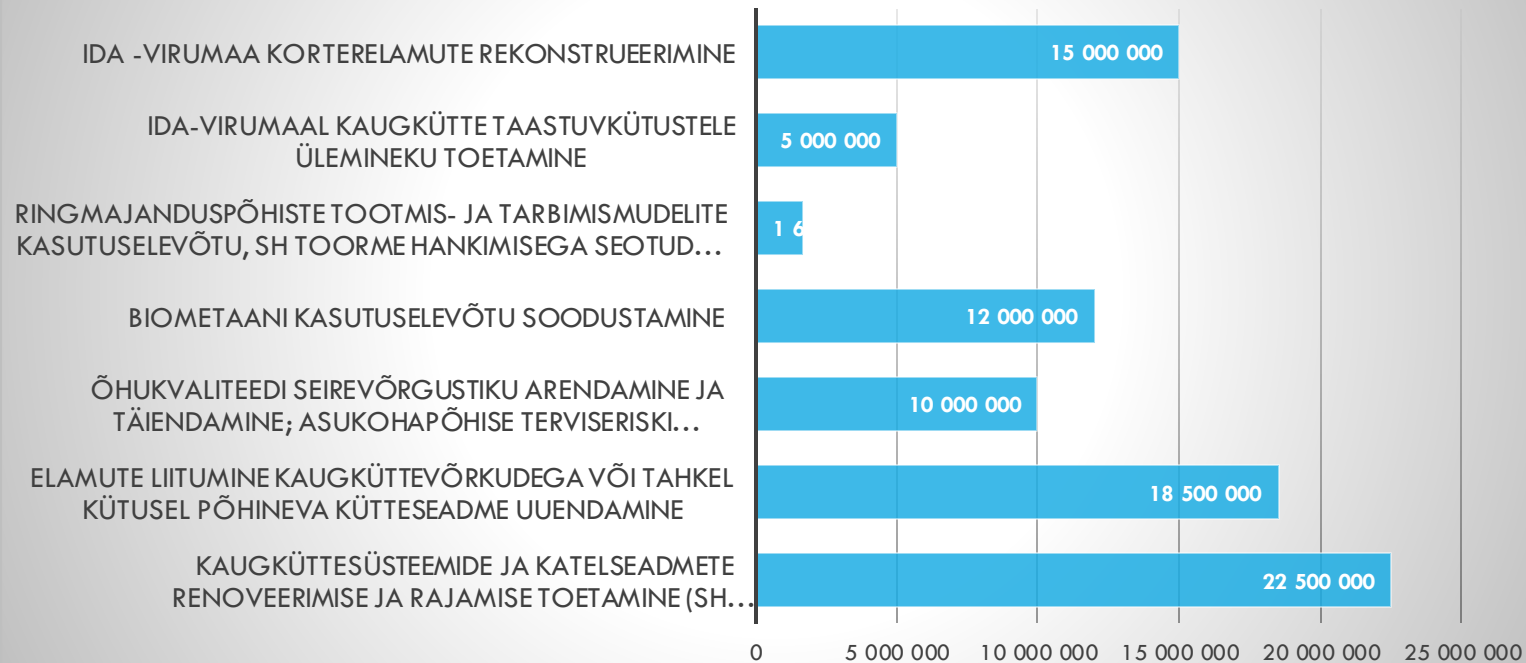 IDA -VIRUMAA KORTERELAMUTE REKONSTRUEERIMINE
15 000 000
IDA-VIRUMAAL KAUGKÜTTE TAASTUVKÜTUSTELE
ÜLEMINEKU TOETAMINE
5 000 000
RINGMAJANDUSPÕHISTE TOOTMIS- JA TARBIMISMUDELITE
KASUTUSELEVÕTU, SH TOORME HANKIMISEGA SEOTUD...
1 6
BIOMETAANI KASUTUSELEVÕTU SOODUSTAMINE
12 000 000
ÕHUKVALITEEDI SEIREVÕRGUSTIKU ARENDAMINE JA
TÄIENDAMINE; ASUKOHAPÕHISE TERVISERISKI...
10 000 000
ELAMUTE LIITUMINE KAUGKÜTTEVÕRKUDEGA VÕI TAHKEL
KÜTUSEL PÕHINEVA KÜTTESEADME UUENDAMINE
18 500 000
KAUGKÜTTESÜSTEEMIDE JA KATELSEADMETE
RENOVEERIMISE JA RAJAMISE TOETAMINE (SH...
22 500 000
0 5 000 000 10 000 000 15 000 000 20 000 000 25 000 000